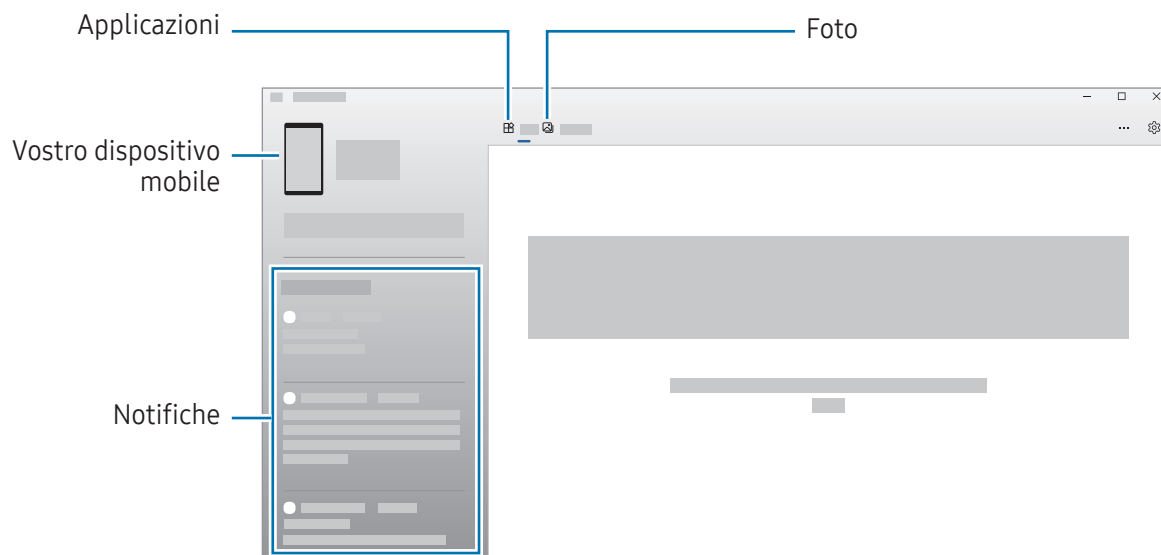 Applicazioni
Foto
Vostro dispositivo
mobile
Notifiche